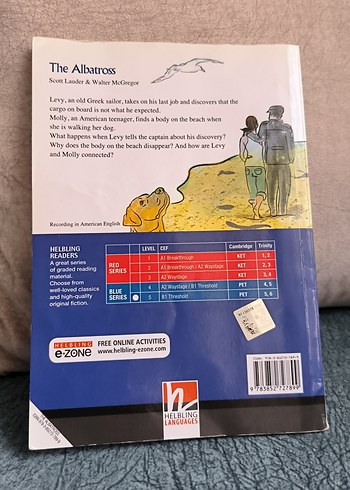 The Albatross
Scott Lauder & Walter McGregor
Levy, an old Greek sailor, takes on his last job and discovers that the
cargo on board is not what he expected.
Molly, an American teenager, finds a body on the beach when
she is walking her dog.
What happens when Levy tells the captain about his discovery?
Why does the body on the beach disappear? And how are Levy
and Molly connected?
Recording in American English
HELBLING
READERS
A great series
of graded reading
material.
Choose from
well-loved classics
and high-quality
original fiction.
LEVEL CEF Cambridge Trinity
RED SERIES
1 A1 Breakthrough KET 1, 2
2 A1 Breakthrough / A2 Waystage KET 2, 3
3 A2 Waystage KET 3, 4
BLUE SERIES
4 A2 Waystage / B1 Threshold PET 4, 5
5 B1 Threshold PET 5, 6
HELBLING
e-zone
FREE ONLINE ACTIVITIES
www.helbling-ezone.com
9 783852 727899
H
HELBLING
LANGUAGES